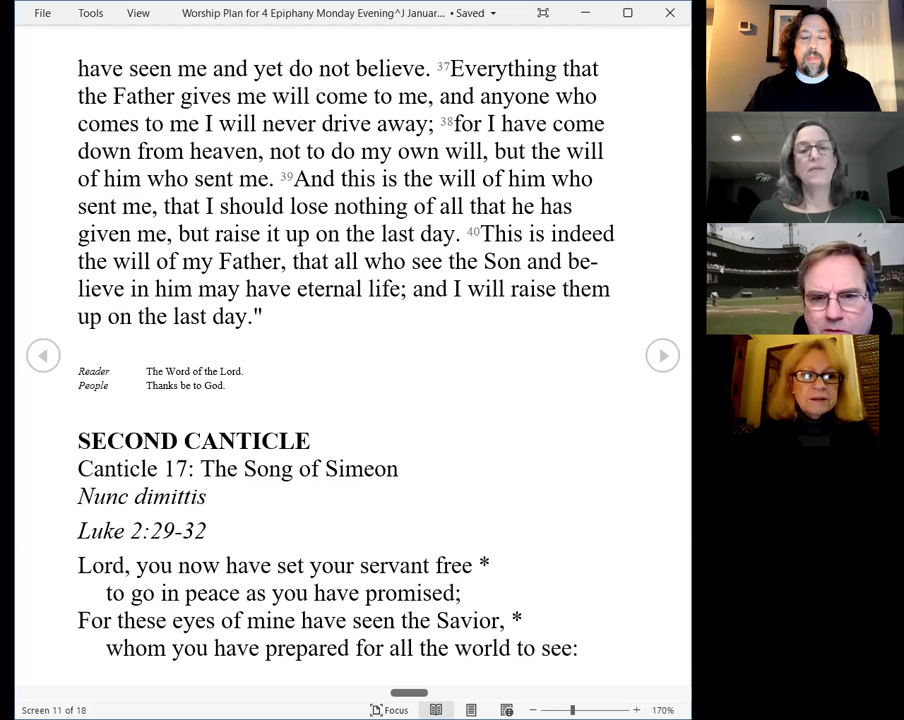 File Tools View Worship Plan for 4 Epiphany Monday Evening^J Januar... • Saved
have seen me and yet do not believe. 37Everything that
the Father gives me will come to me, and anyone who
comes to me I will never drive away; 38for I have come
down from heaven, not to do my own will, but the will
of him who sent me. 39And this is the will of him who
sent me, that I should lose nothing of all that he has
given me, but raise it up on the last day. 40This is indeed
the will of my Father, that all who see the Son and be-
lieve in him may have eternal life; and I will raise them
up on the last day."
Reader The Word of the Lord.
People Thanks be to God.
SECOND CANTICLE
Canticle 17: The Song of Simeon
Nunc dimittis
Luke 2:29-32
Lord, you now have set your servant free *
to go in peace as you have promised;
For these eyes of mine have seen the Savior, *
whom you have prepared for all the world to see:
Screen 11 of 18 Focus 170%